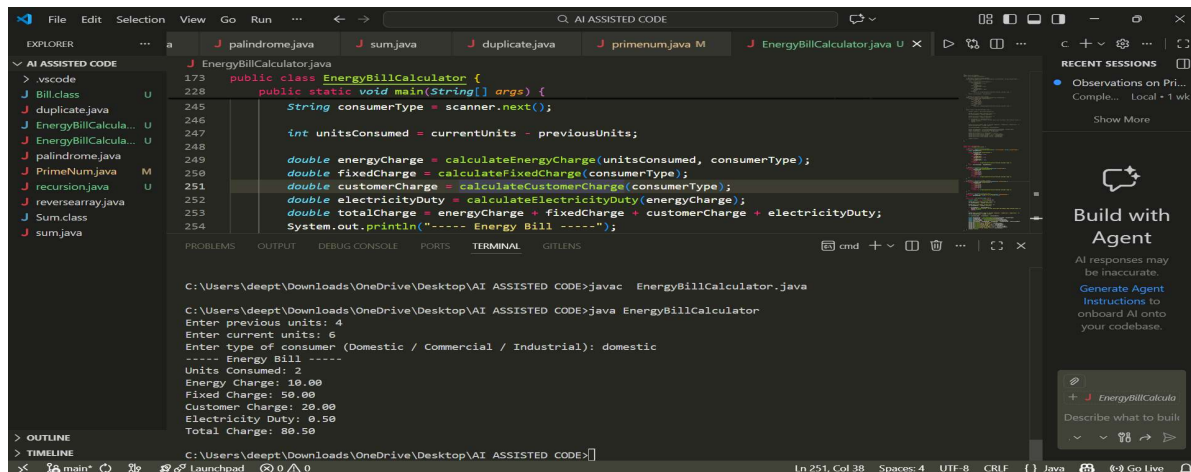 File Edit Selection View Go Run ··· ← → AI ASSISTED CODE
EXPLORER ··· a palindrome.java sum.java duplicate.java primenum.java M EnergyBillCalculator.java U
AI ASSISTED CODE
> .vscode
Bill.class U
duplicate.java
EnergyBillCalcula... U
EnergyBillCalcula... U
palindrome.java
PrimeNum.java M
recursion.java U
reversearray.java
Sum.class
sum.java
> OUTLINE
> TIMELINE
EnergyBillCalculator.java
173 public class EnergyBillCalculator {
228 public static void main(String[] args) {
245 String consumerType = scanner.next();
246
247 int unitsConsumed = currentUnits - previousUnits;
248
249 double energyCharge = calculateEnergyCharge(unitsConsumed, consumerType);
250 double fixedCharge = calculateFixedCharge(consumerType);
251 double customerCharge = calculateCustomerCharge(consumerType);
252 double electricityDuty = calculateElectricityDuty(energyCharge);
253 double totalCharge = energyCharge + fixedCharge + customerCharge + electricityDuty;
254 System.out.println("----- Energy Bill -----");
PROBLEMS OUTPUT DEBUG CONSOLE PORTS TERMINAL GITLENS cmd
C:\Users\deept\Downloads\OneDrive\Desktop\AI ASSISTED CODE>javac  EnergyBillCalculator.java
C:\Users\deept\Downloads\OneDrive\Desktop\AI ASSISTED CODE>java EnergyBillCalculator
Enter previous units: 4
Enter current units: 6
Enter type of consumer (Domestic / Commercial / Industrial): domestic
----- Energy Bill -----
Units Consumed: 2
Energy Charge: 10.00
Fixed Charge: 50.00
Customer Charge: 20.00
Electricity Duty: 0.50
Total Charge: 80.50
C:\Users\deept\Downloads\OneDrive\Desktop\AI ASSISTED CODE>
C.
RECENT SESSIONS
Observations on Pri...
Comple... Local • 1 wk
Show More
Build with
Agent
AI responses may
be inaccurate.
Generate Agent
Instructions to
onboard AI onto
your codebase.
+ EnergyBillCalcula
Describe what to build
main* Launchpad 0 0 Ln 251, Col 38 Spaces: 4 UTF-8 CRLF {} Java Go Live